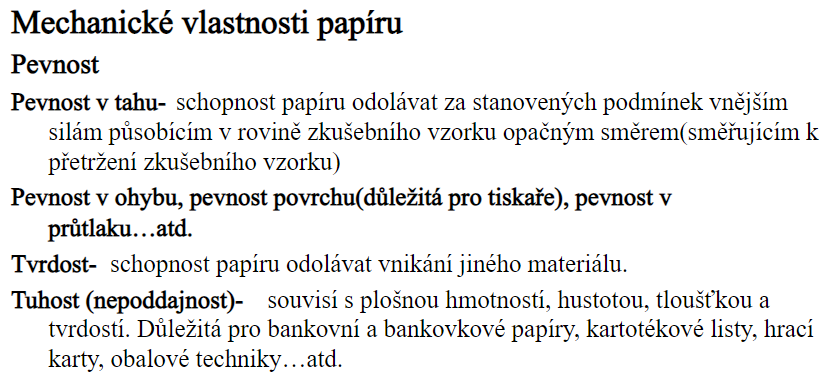 Mechanické vlastnosti papíru
Pevnost
Pevnost v tahu- schopnost papíru odolávat za stanovených podmínek vnějším
silám působícím v rovině zkušebního vzorku opačným směrem(směřujícím k
přetržení zkušebního vzorku)
Pevnost v ohybu, pevnost povrchu(důležitá pro tiskaře), pevnost v
průtlaku…atd.
Tvrdost- schopnost papíru odolávat vnikání jiného materiálu.
Tuhost (nepoddajnost)- souvisí s plošnou hmotností, hustotou, tloušťkou a
tvrdostí. Důležitá pro bankovní a bankovkové papíry, kartotékové listy, hrací
karty, obalové techniky…atd.